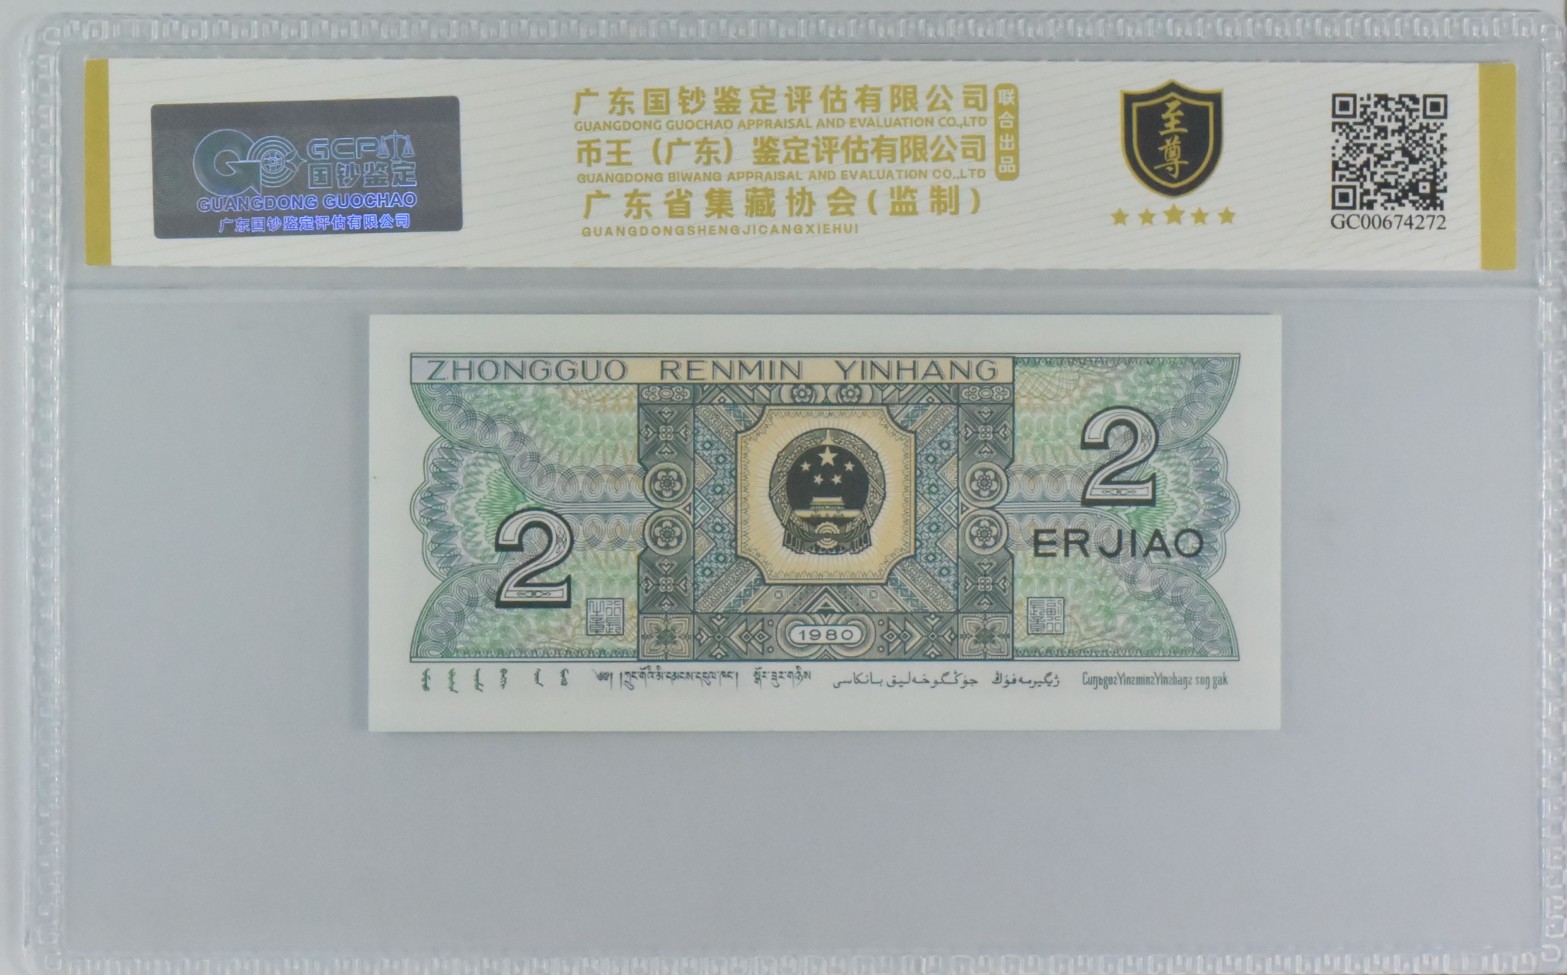 GCP
国钞鉴定
GUANGDONG GUOCHAO
广东国钞鉴定评估有限公司
广东国钞鉴定评估有限公司
GUANGDONG GUOCHAO APPRAISAL AND EVALUATION CO.,LTD
币王（广东）鉴定评估有限公司
GUANGDONG BIWANG APPRAISAL AND EVALUATION CO.,LTD
联合出品
广东省集藏协会(监制)
GUANGDONGSHENGJICANGXIEHUI
至尊
GC00674272
ZHONGGUO RENMIN YINHANG
2
ERJIAO
2
1980
جۇڭگوخەلىق بانكاسى